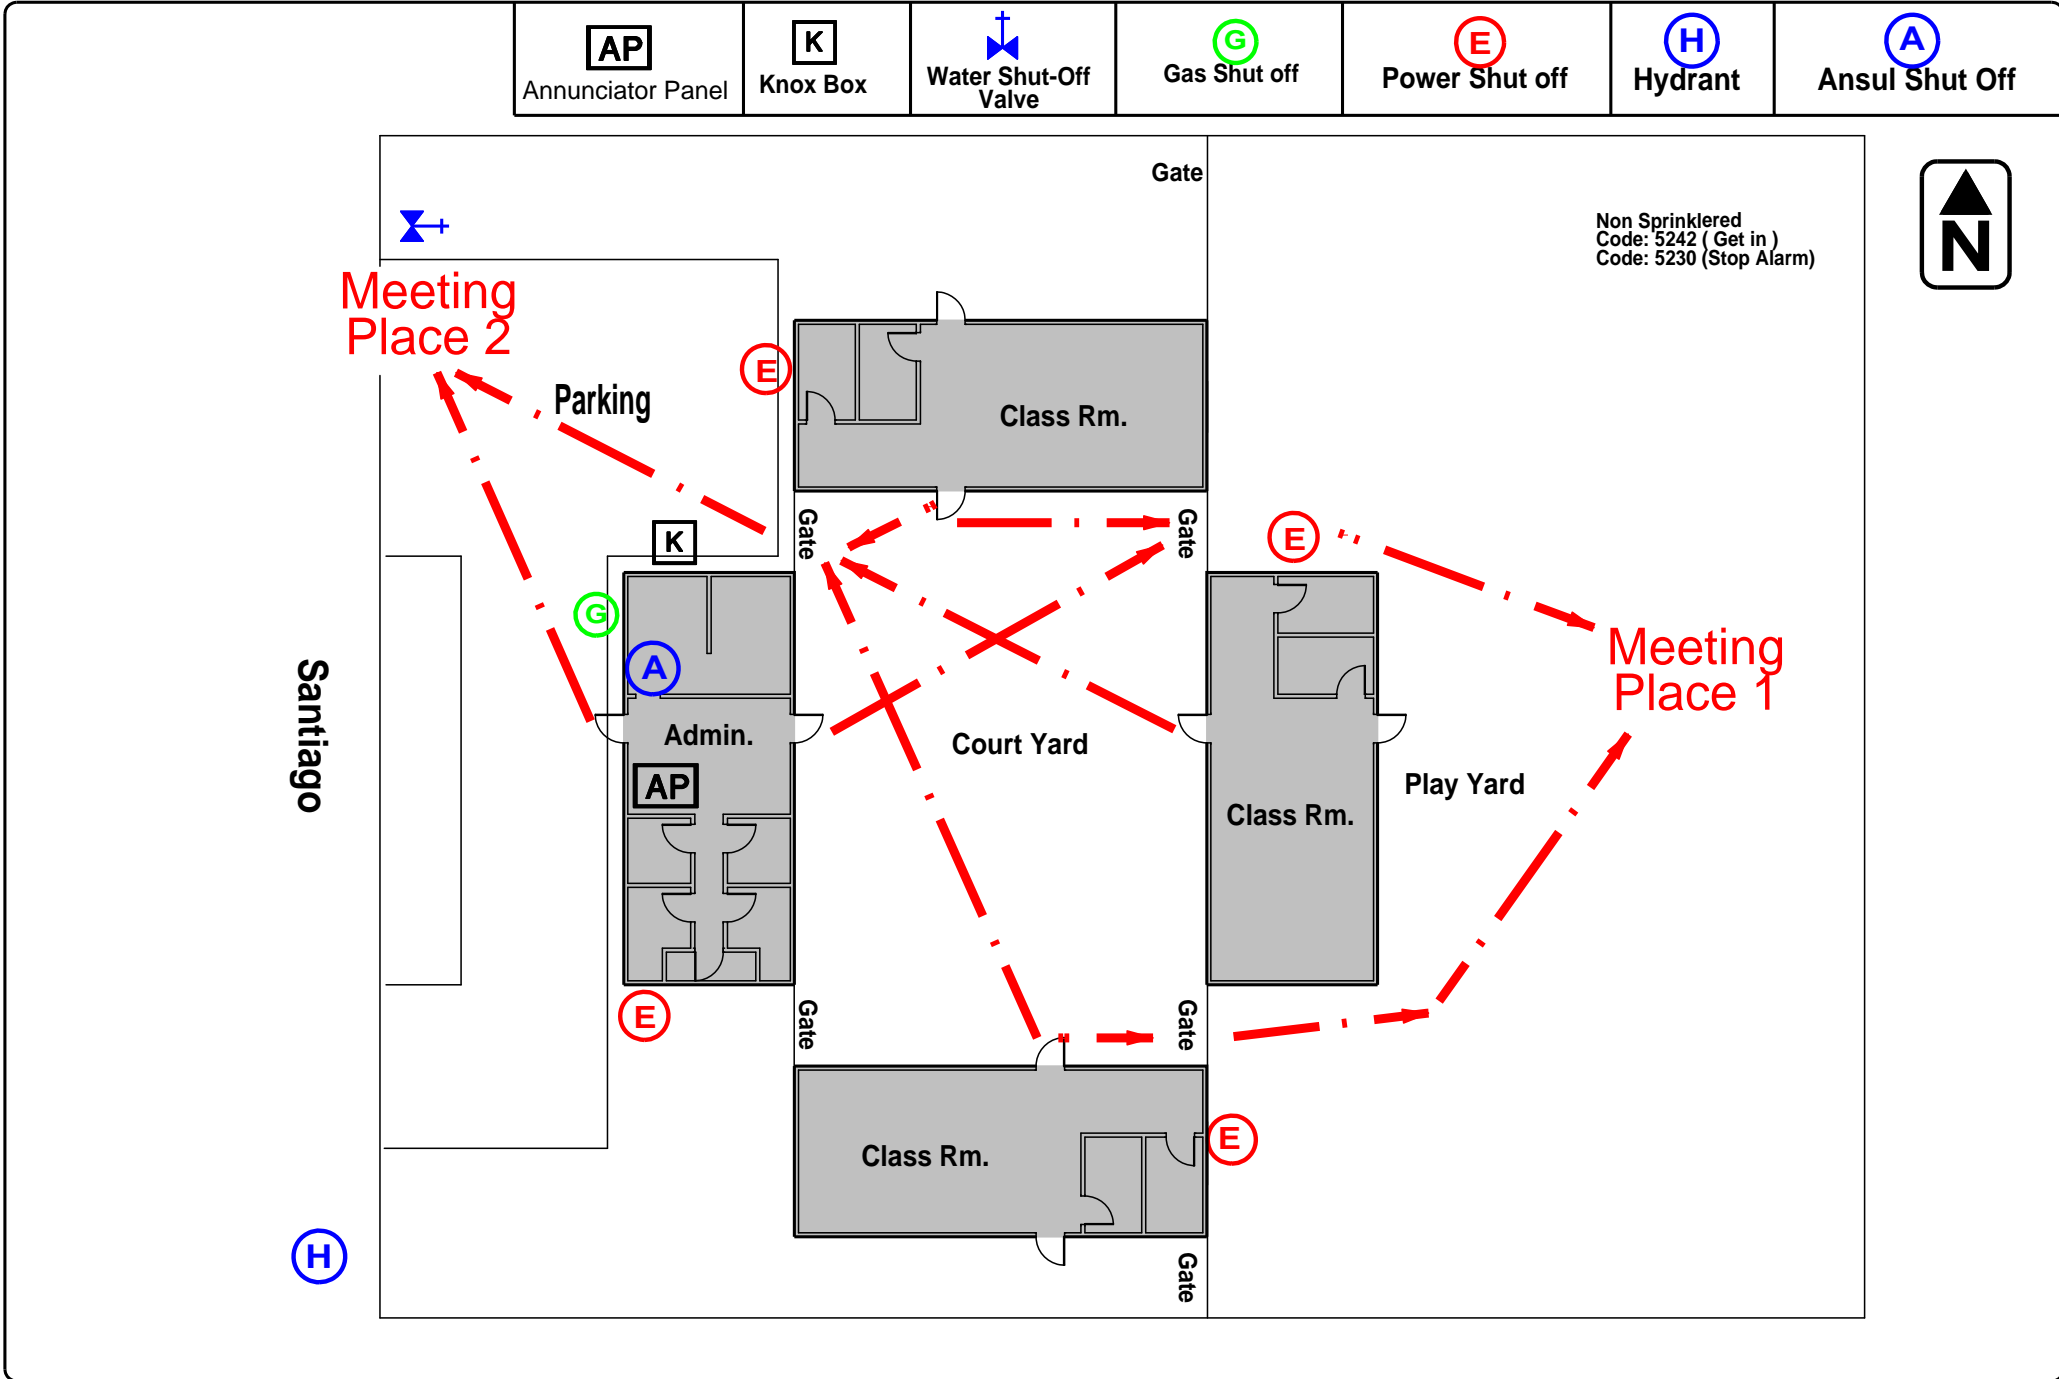 AP
Annunciator Panel
K
Knox Box
Water Shut-Off
Valve
G
Gas Shut off
E
Power Shut off
H
Hydrant
A
Ansul Shut Off
Gate
N
Non Sprinklered
Code: 5242 ( Get in )
Code: 5230 (Stop Alarm)
Meeting
Place 2
Parking
E
Class Rm.
K
Gate
Gate
E
G
A
Admin.
AP
Court Yard
Class Rm.
Play Yard
Meeting
Place 1
Santiago
E
Gate
Gate
Class Rm.
E
H
Gate